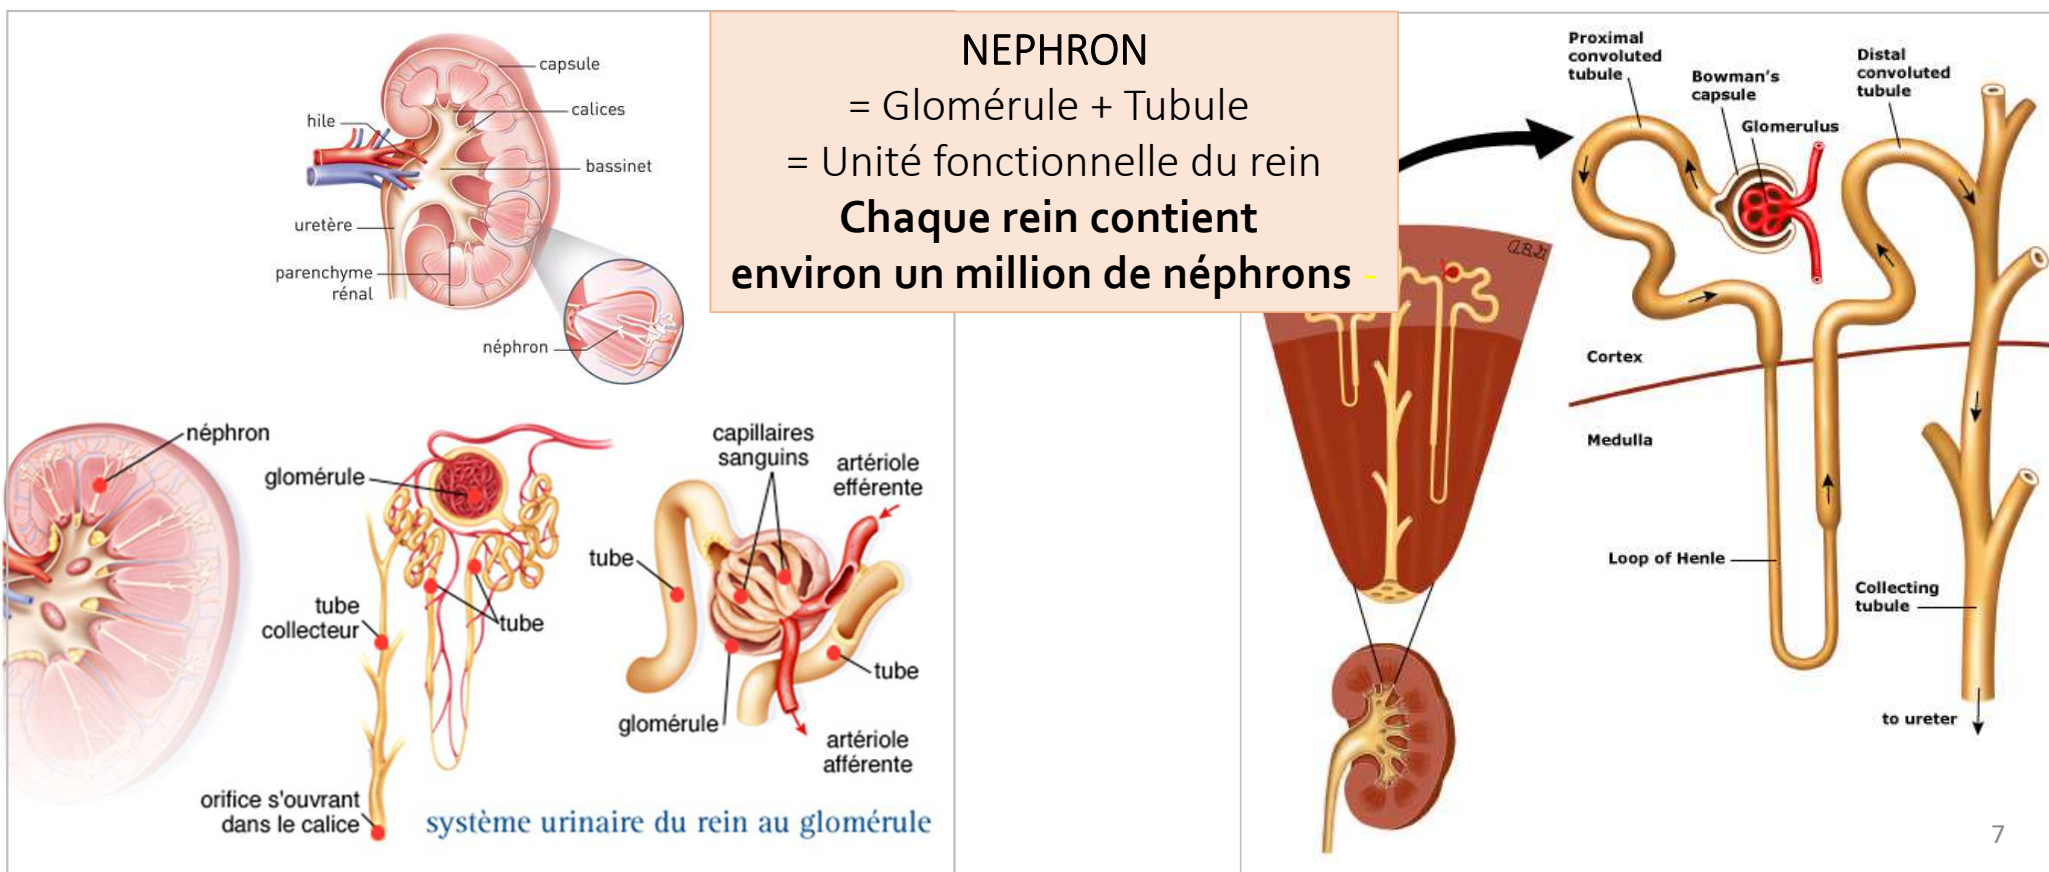 NEPHRON
= Glomérule + Tubule
= Unité fonctionnelle du rein
Chaque rein contient
environ un million de néphrons -
capsule
calices
hile
bassinet
uretère
parenchyme
rénal
néphron
néphron
glomérule
tube
collecteur
tube
orifice s'ouvrant
dans le calice
capillaires
sanguins
artériole
efférente
tube
tube
glomérule
artériole
afférente
système urinaire du rein au glomérule
Proximal
convoluted
tubule
Bowman's
capsule
Glomerulus
Distal
convoluted
tubule
Cortex
Medulla
Loop of Henle
Collecting
tubule
to ureter
7